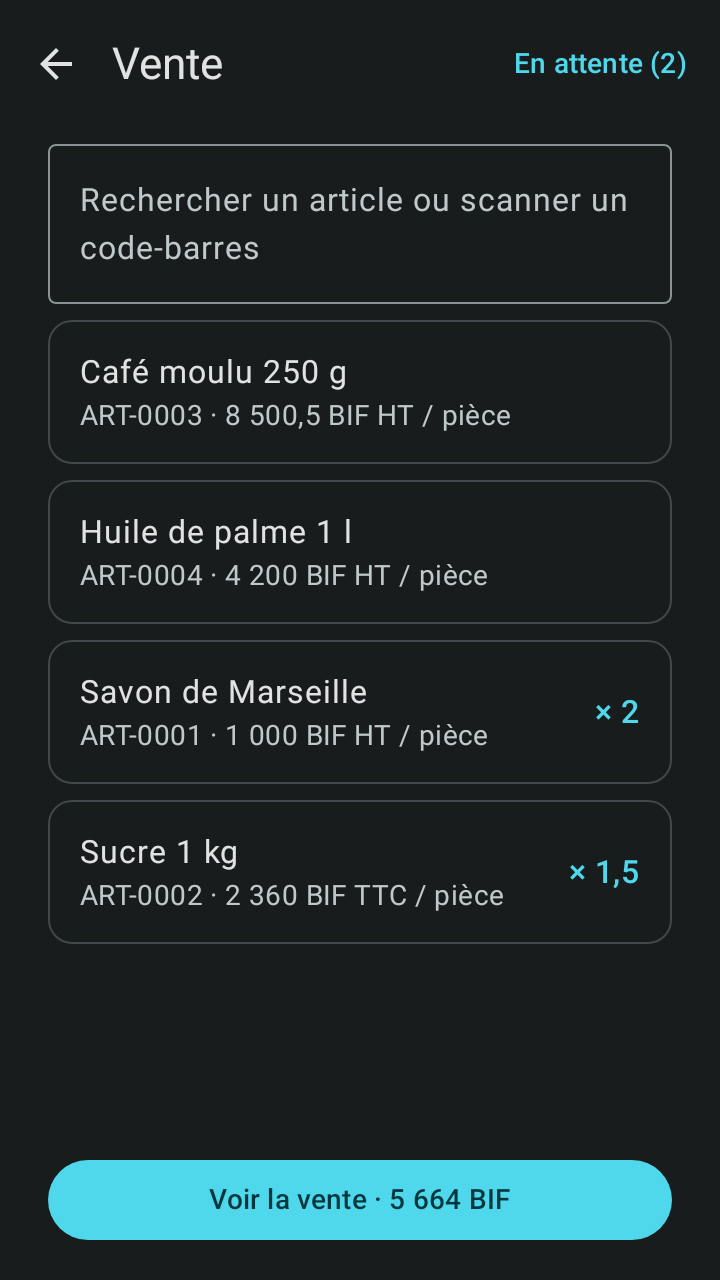 Vente
En attente (2)
Rechercher un article ou scanner un
code-barres
Café moulu 250 g
ART-0003 · 8 500,5 BIF HT / pièce
Huile de palme 1 l
ART-0004 · 4 200 BIF HT / pièce
Savon de Marseille
ART-0001 · 1 000 BIF HT / pièce
× 2
Sucre 1 kg
ART-0002 · 2 360 BIF TTC / pièce
× 1,5
Voir la vente · 5 664 BIF